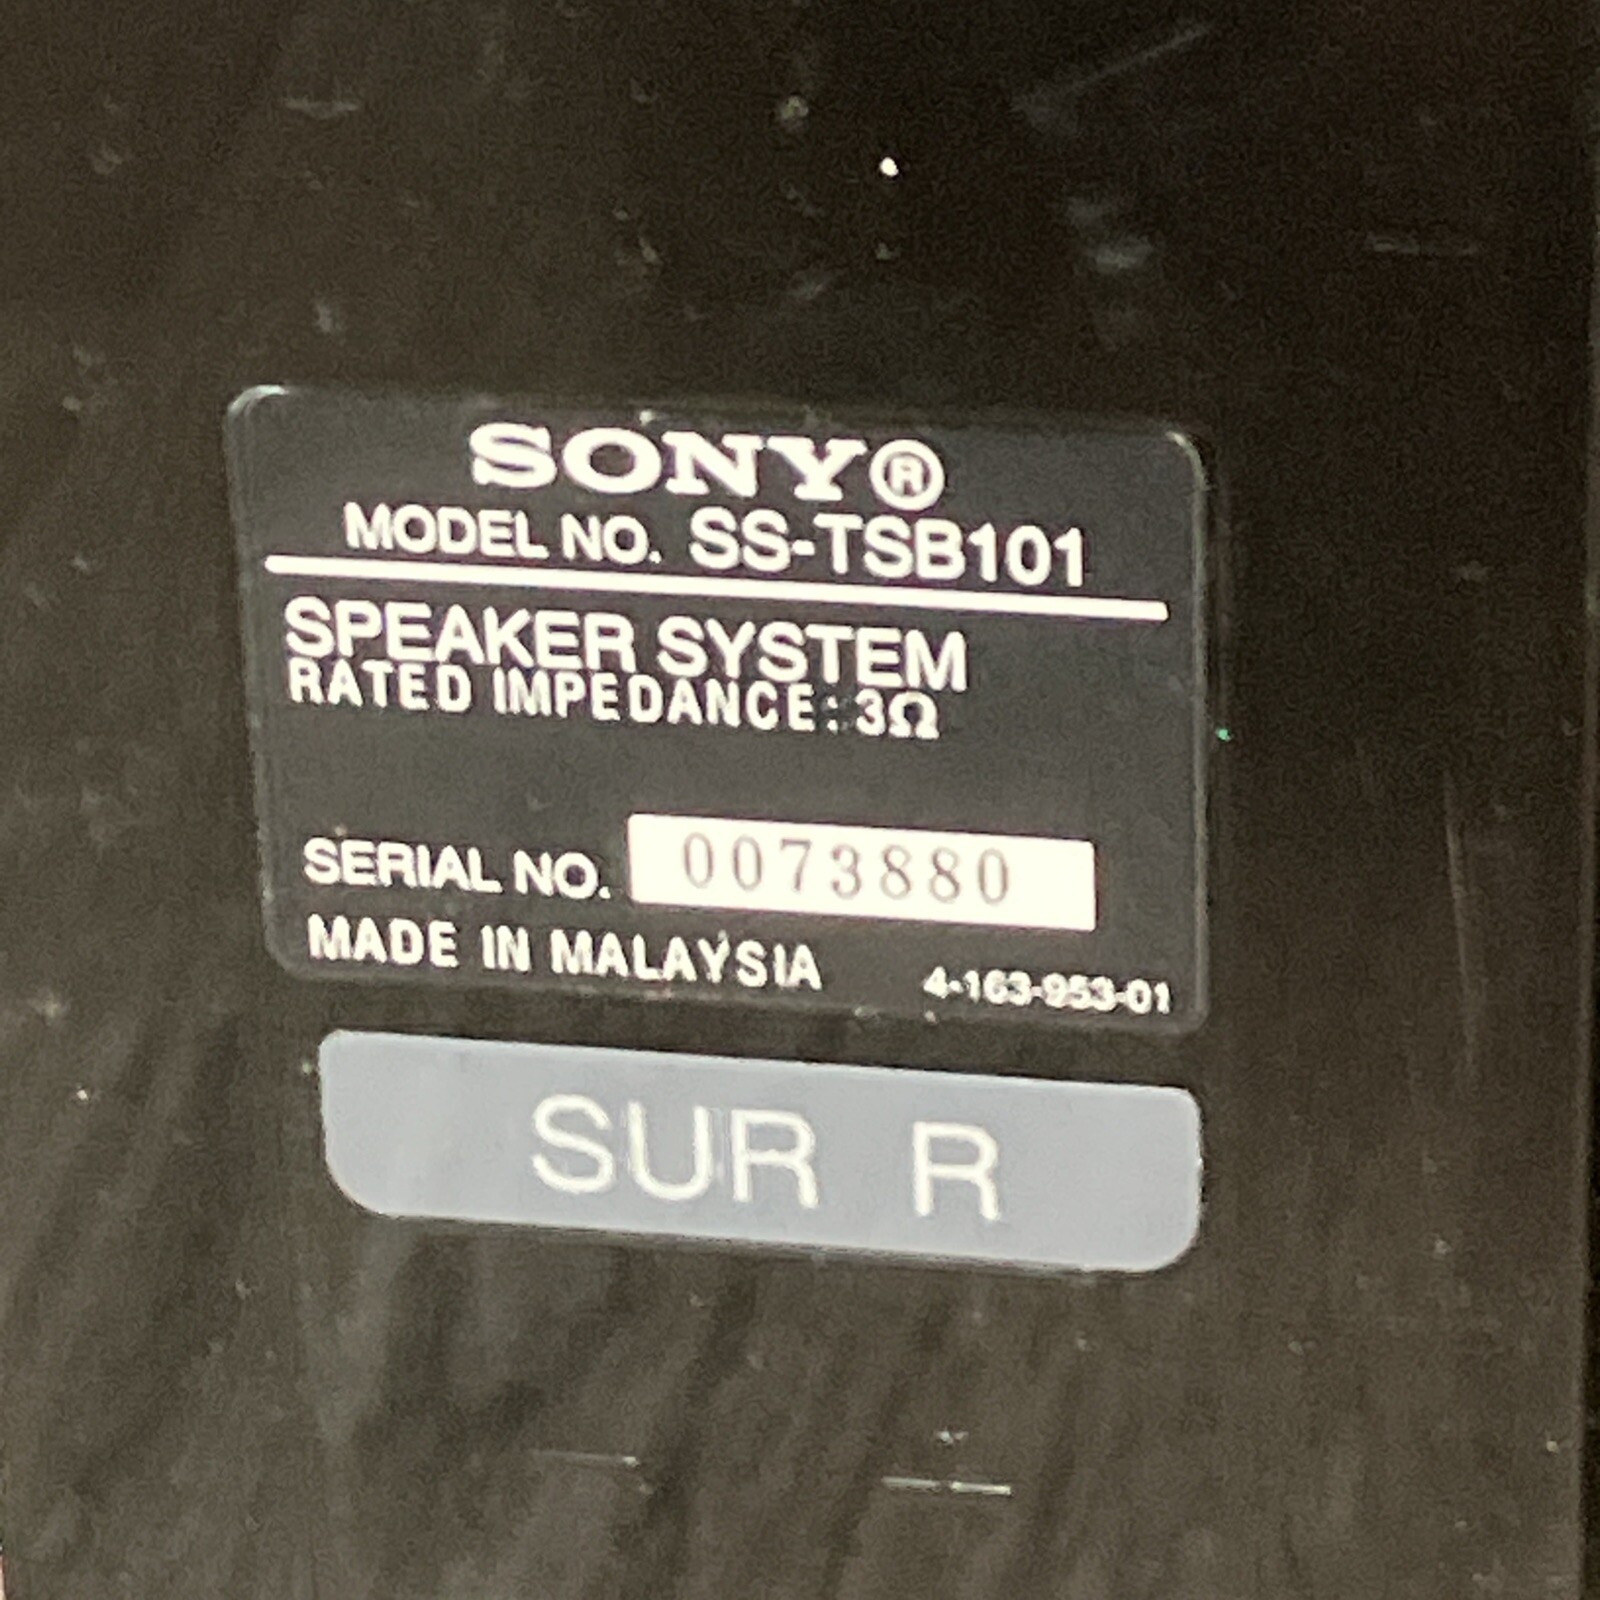 SONY®
MODEL NO. SS-TSB101
SPEAKER SYSTEM
RATED IMPEDANCE: 3Ω
SERIAL NO. 0073880
MADE IN MALAYSIA 4-163-953-01
SUR R